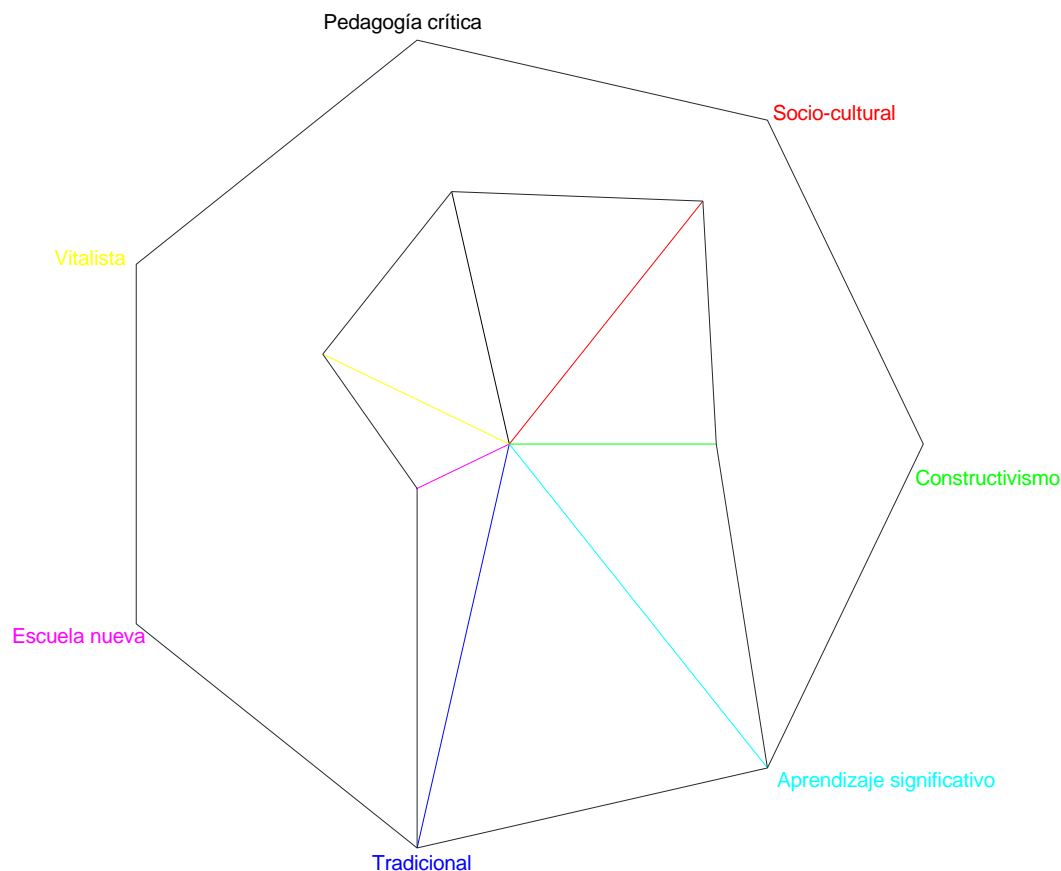 Pedagogía crítica
Socio-cultural
Vitalista
Constructivismo
Escuela nueva
Aprendizaje significativo
Tradicional